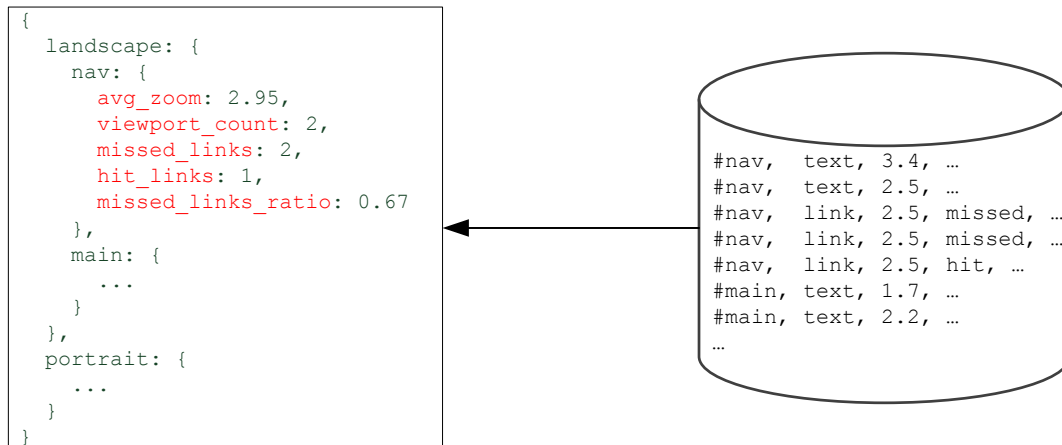 {
  landscape: {
    nav: {
      avg_zoom: 2.95,
      viewport_count: 2,
      missed_links: 2,
      hit_links: 1,
      missed_links_ratio: 0.67
    },
    main: {
      ...
    }
  },
  portrait: {
    ...
  }
}
#nav,  text, 3.4, …
#nav,  text, 2.5, …
#nav,  link, 2.5, missed, …
#nav,  link, 2.5, missed, …
#nav,  link, 2.5, hit, …
#main, text, 1.7, …
#main, text, 2.2, …
…